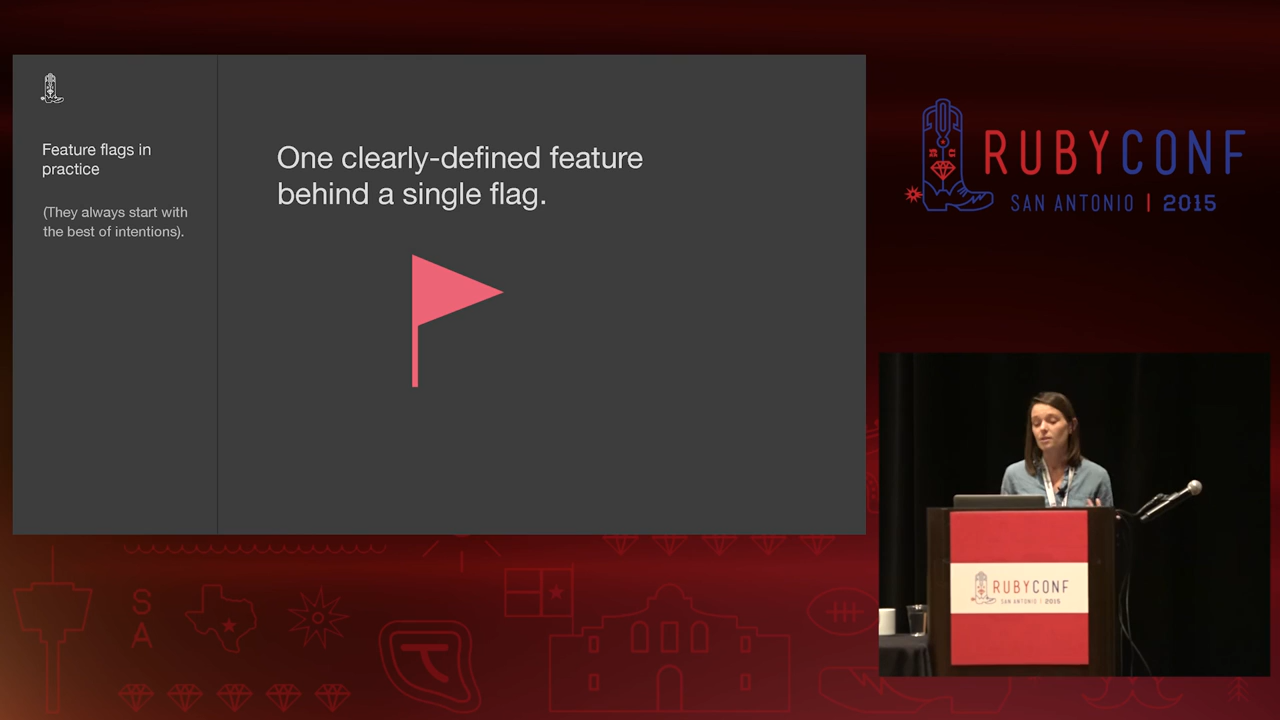 Feature flags in
practice
(They always start with
the best of intentions).
One clearly-defined feature
behind a single flag.
RUBYCONF
SAN ANTONIO | 2015
RUBYCONF
SAN ANTONIO | 2015
S
A